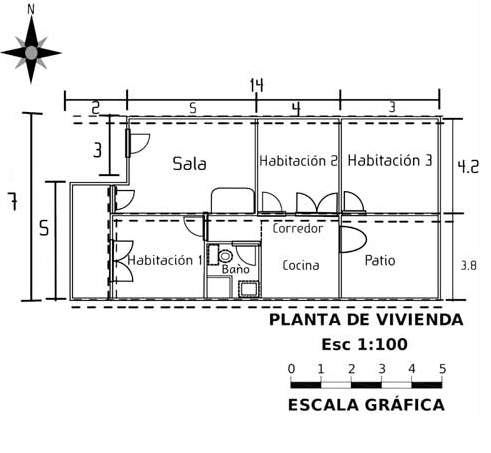 N
14
2 5 4 3
3
Sala
Habitación 2
Habitación 3
4.2
7
5
Corredor
Habitación 1
Baño
Cocina
Patio
3.8
PLANTA DE VIVIENDA
Esc 1:100
0 1 2 3 4 5
ESCALA GRÁFICA